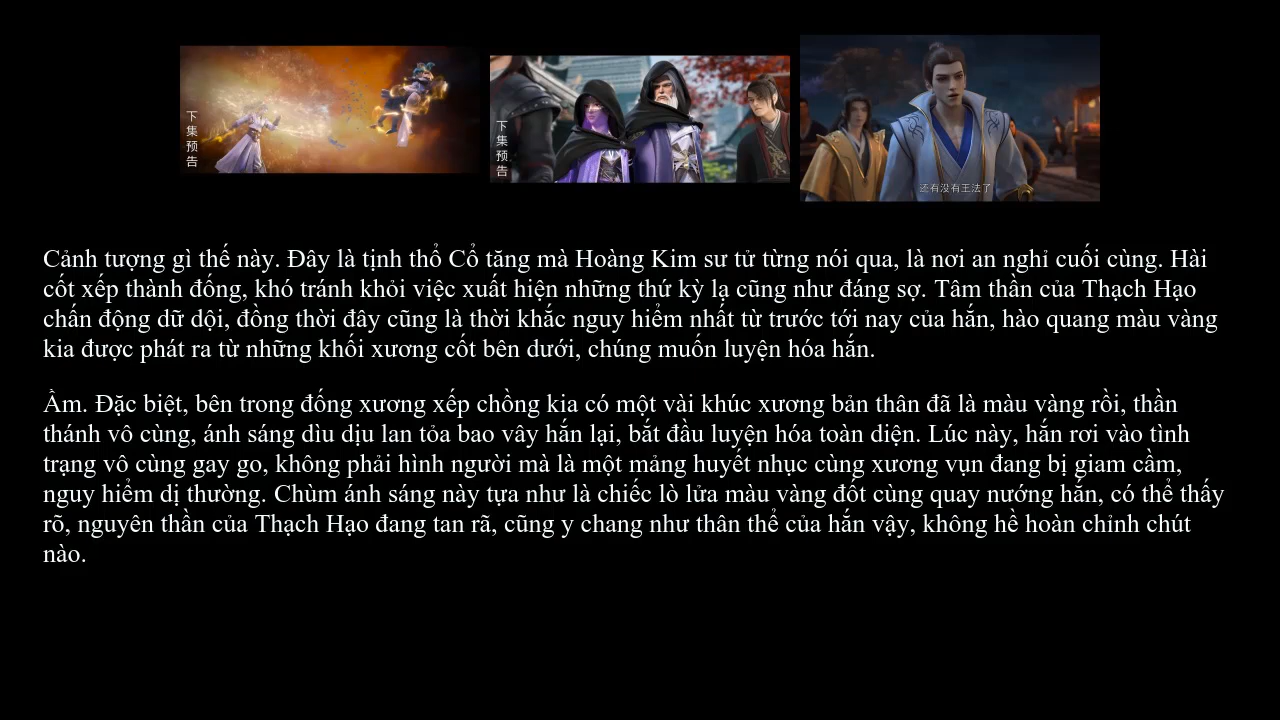 下集预告
下集预告
还有没有王法了
Cảnh tượng gì thế này. Đây là tịnh thổ Cổ tăng mà Hoàng Kim sư tử từng nói qua, là nơi an nghỉ cuối cùng. Hài
cốt xếp thành đống, khó tránh khỏi việc xuất hiện những thứ kỳ lạ cũng như đáng sợ. Tâm thần của Thạch Hạo
chấn động dữ dội, đồng thời đây cũng là thời khắc nguy hiểm nhất từ trước tới nay của hắn, hào quang màu vàng
kia được phát ra từ những khối xương cốt bên dưới, chúng muốn luyện hóa hắn.
Ầm. Đặc biệt, bên trong đống xương xếp chồng kia có một vài khúc xương bản thân đã là màu vàng rồi, thần
thánh vô cùng, ánh sáng dìu dịu lan tỏa bao vây hắn lại, bắt đầu luyện hóa toàn diện. Lúc này, hắn rơi vào tình
trạng vô cùng gay go, không phải hình người mà là một mảng huyết nhục cùng xương vụn đang bị giam cầm,
nguy hiểm dị thường. Chùm ánh sáng này tựa như là chiếc lò lửa màu vàng đốt cùng quay nướng hắn, có thể thấy
rõ, nguyên thần của Thạch Hạo đang tan rã, cũng y chang như thân thể của hắn vậy, không hề hoàn chỉnh chút
nào.